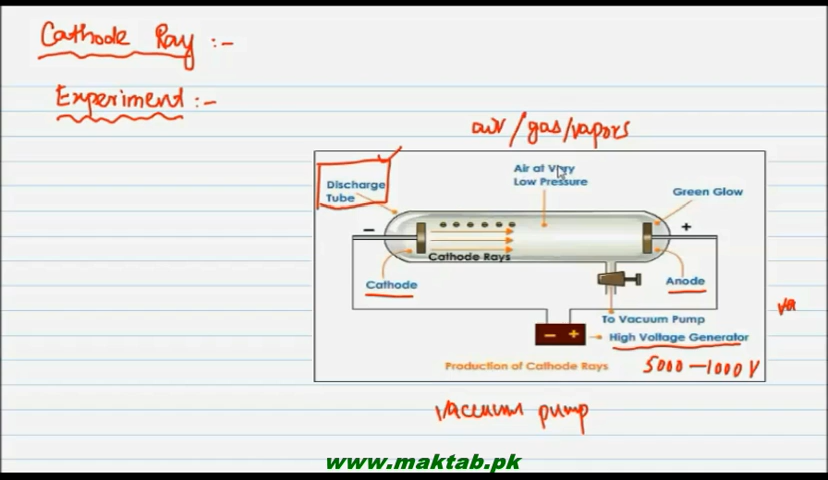 Cathode Ray :-
Experiment :-
air/gas/vapors
Air at Very
Low Pressure
Discharge
Tube
Green Glow
−
+
Cathode Rays
Cathode
Anode
To Vacuum Pump
− +
High Voltage Generator
Production of Cathode Rays
5000 – 1000 V
vacuum pump
www.maktab.pk